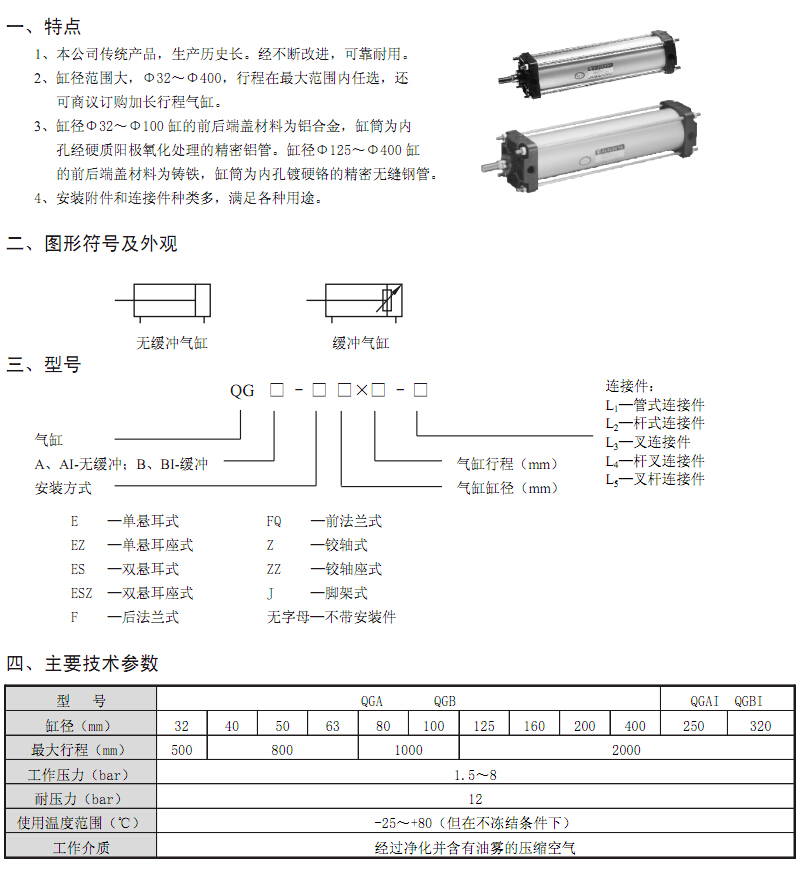 一、特点
1、本公司传统产品，生产历史长。经不断改进，可靠耐用。
2、缸径范围大，Φ32～Φ400，行程在最大范围内任选，还
可商议订购加长行程气缸。
3、缸径Φ32～Φ100 缸的前后端盖材料为铝合金，缸筒为内
孔经硬质阳极氧化处理的精密铝管。缸径Φ125～Φ400 缸
的前后端盖材料为铸铁，缸筒为内孔镀硬铬的精密无缝钢管。
4、安装附件和连接件种类多，满足各种用途。
二、图形符号及外观
无缓冲气缸 缓冲气缸
三、型号
QG □ - □ □×□ - □
连接件：
L1—管式连接件
L2—杆式连接件
L3—叉连接件
L4—杆叉连接件
L5—叉杆连接件
气缸
A、AI-无缓冲；B、BI-缓冲
安装方式
气缸行程（mm）
气缸缸径（mm）
E —单悬耳式 FQ —前法兰式
EZ —单悬耳座式 Z —铰轴式
ES —双悬耳式 ZZ —铰轴座式
ESZ —双悬耳座式 J —脚架式
F —后法兰式 无字母—不带安装件
四、主要技术参数
型 号 QGA QGB QGAI QGBI
缸径（mm） 32 40 50 63 80 100 125 160 200 400 250 320
最大行程（mm） 500 800 1000 2000
工作压力（bar） 1.5～8
耐压力（bar） 12
使用温度范围（℃） -25～+80（但在不冻结条件下）
工作介质 经过净化并含有油雾的压缩空气